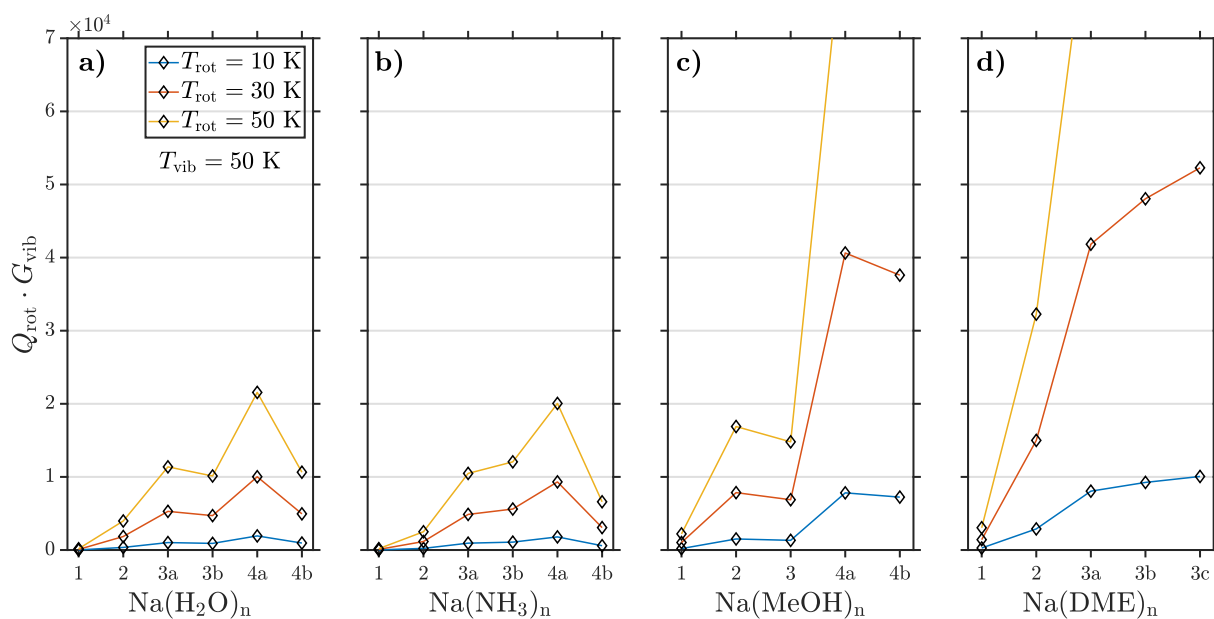 ×10⁴
7
6
5
4
3
2
1
0
Q_rot · G_vib
a)
T_rot = 10 K
T_rot = 30 K
T_rot = 50 K
T_vib = 50 K
1 2 3a 3b 4a 4b
Na(H₂O)ₙ
b)
1 2 3a 3b 4a 4b
Na(NH₃)ₙ
c)
1 2 3 4a 4b
Na(MeOH)ₙ
d)
1 2 3a 3b 3c
Na(DME)ₙ